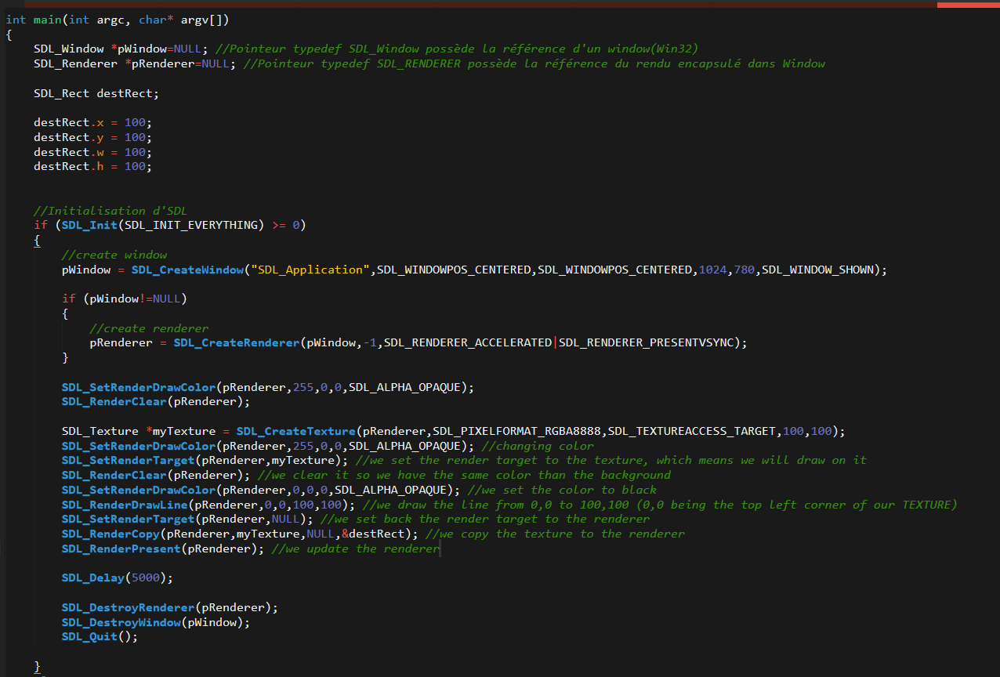 int main(int argc, char* argv[])
{
    SDL_Window *pWindow=NULL; //Pointeur typedef SDL_Window possède la référence d'un window(Win32)
    SDL_Renderer *pRenderer=NULL; //Pointeur typedef SDL_RENDERER possède la référence du rendu encapsulé dans Window
    SDL_Rect destRect;
    destRect.x = 100;
    destRect.y = 100;
    destRect.w = 100;
    destRect.h = 100;
    //Initialisation d'SDL
    if (SDL_Init(SDL_INIT_EVERYTHING) >= 0)
    {
        //create window
        pWindow = SDL_CreateWindow("SDL_Application",SDL_WINDOWPOS_CENTERED,SDL_WINDOWPOS_CENTERED,1024,780,SDL_WINDOW_SHOWN);
        if (pWindow!=NULL)
        {
            //create renderer
            pRenderer = SDL_CreateRenderer(pWindow,-1,SDL_RENDERER_ACCELERATED|SDL_RENDERER_PRESENTVSYNC);
        }
        SDL_SetRenderDrawColor(pRenderer,255,0,0,SDL_ALPHA_OPAQUE);
        SDL_RenderClear(pRenderer);
        SDL_Texture *myTexture = SDL_CreateTexture(pRenderer,SDL_PIXELFORMAT_RGBA8888,SDL_TEXTUREACCESS_TARGET,100,100);
        SDL_SetRenderDrawColor(pRenderer,255,0,0,SDL_ALPHA_OPAQUE); //changing color
        SDL_SetRenderTarget(pRenderer,myTexture); //we set the render target to the texture, which means we will draw on it
        SDL_RenderClear(pRenderer); //we clear it so we have the same color than the background
        SDL_SetRenderDrawColor(pRenderer,0,0,0,SDL_ALPHA_OPAQUE); //we set the color to black
        SDL_RenderDrawLine(pRenderer,0,0,100,100); //we draw the line from 0,0 to 100,100 (0,0 being the top left corner of our TEXTURE)
        SDL_SetRenderTarget(pRenderer,NULL); //we set back the render target to the renderer
        SDL_RenderCopy(pRenderer,myTexture,NULL,&destRect); //we copy the texture to the renderer
        SDL_RenderPresent(pRenderer); //we update the renderer
        SDL_Delay(5000);
        SDL_DestroyRenderer(pRenderer);
        SDL_DestroyWindow(pWindow);
        SDL_Quit();
    }